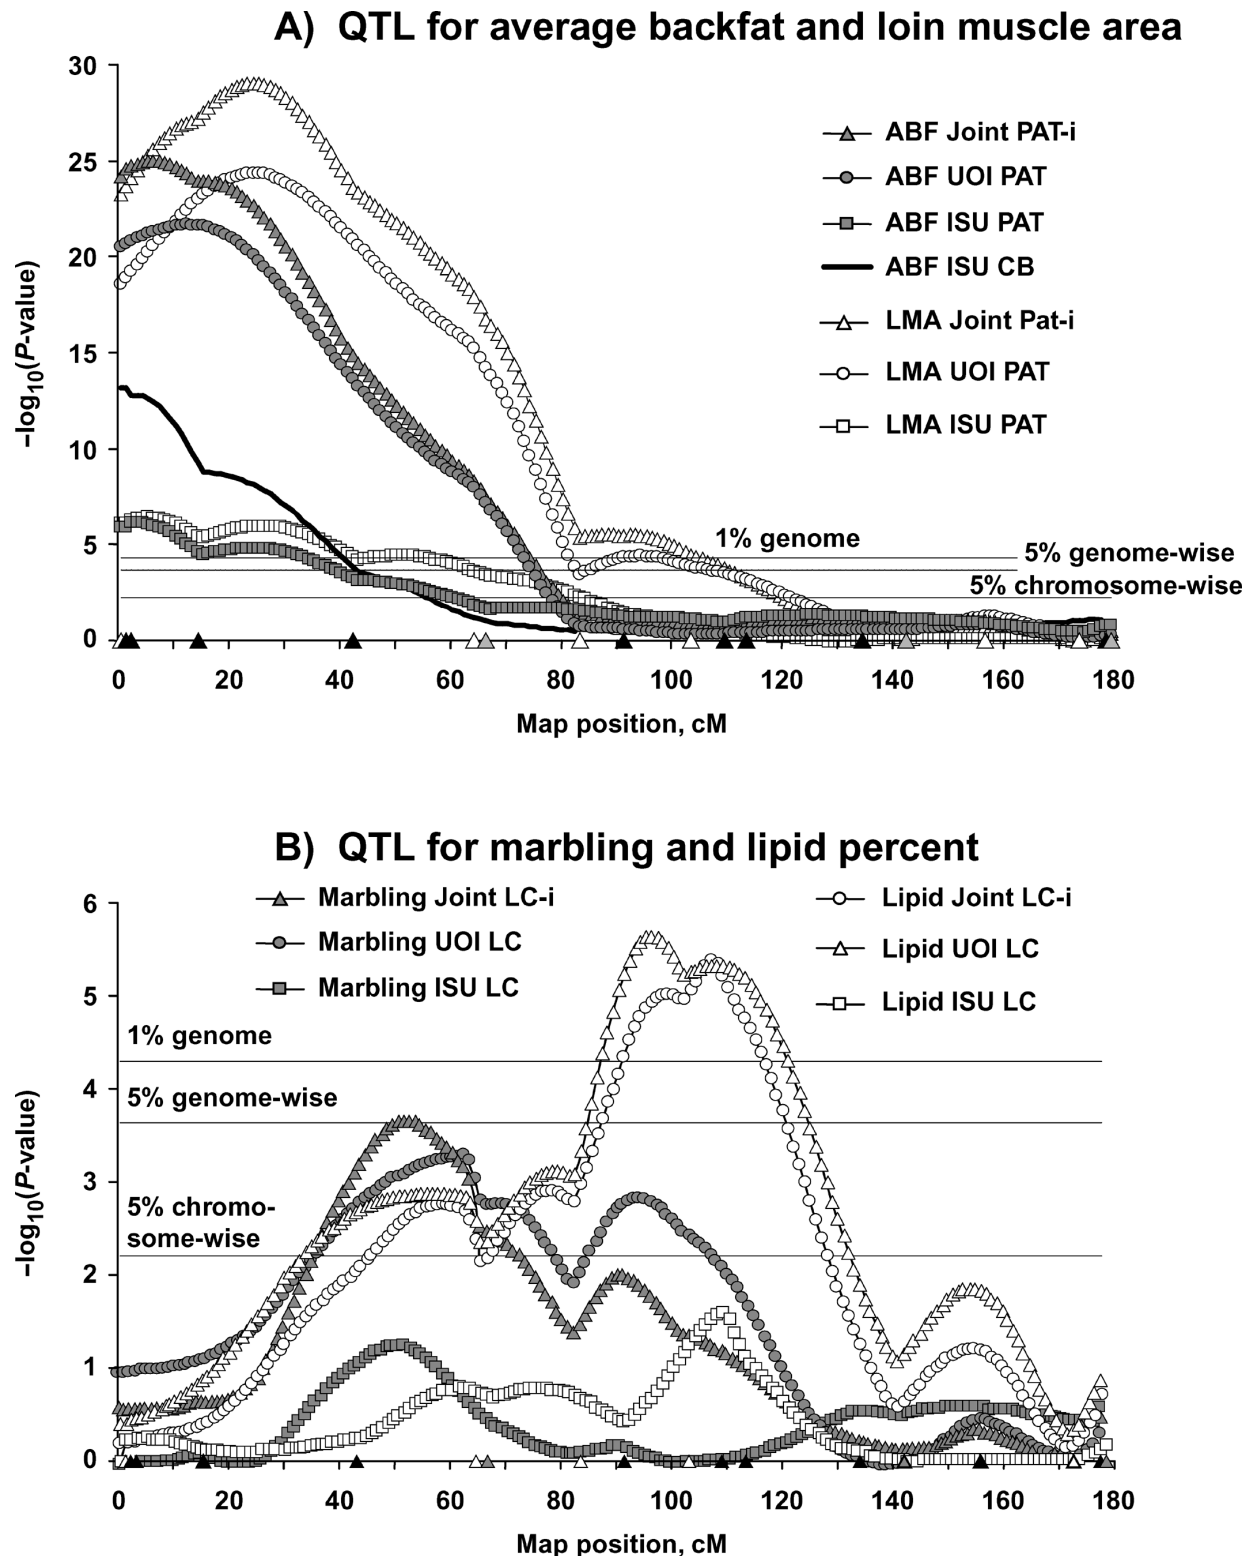 A) QTL for average backfat and loin muscle area
30
25
20
15
10
5
0
–log10(P-value)
ABF Joint PAT-i
ABF UOI PAT
ABF ISU PAT
ABF ISU CB
LMA Joint Pat-i
LMA UOI PAT
LMA ISU PAT
1% genome
5% genome-wise
5% chromosome-wise
0 20 40 60 80 100 120 140 160 180
Map position, cM
B) QTL for marbling and lipid percent
6
5
4
3
2
1
0
–log10(P-value)
Marbling Joint LC-i
Marbling UOI LC
Marbling ISU LC
Lipid Joint LC-i
Lipid UOI LC
Lipid ISU LC
1% genome
5% genome-wise
5% chromo-
some-wise
0 20 40 60 80 100 120 140 160 180
Map position, cM